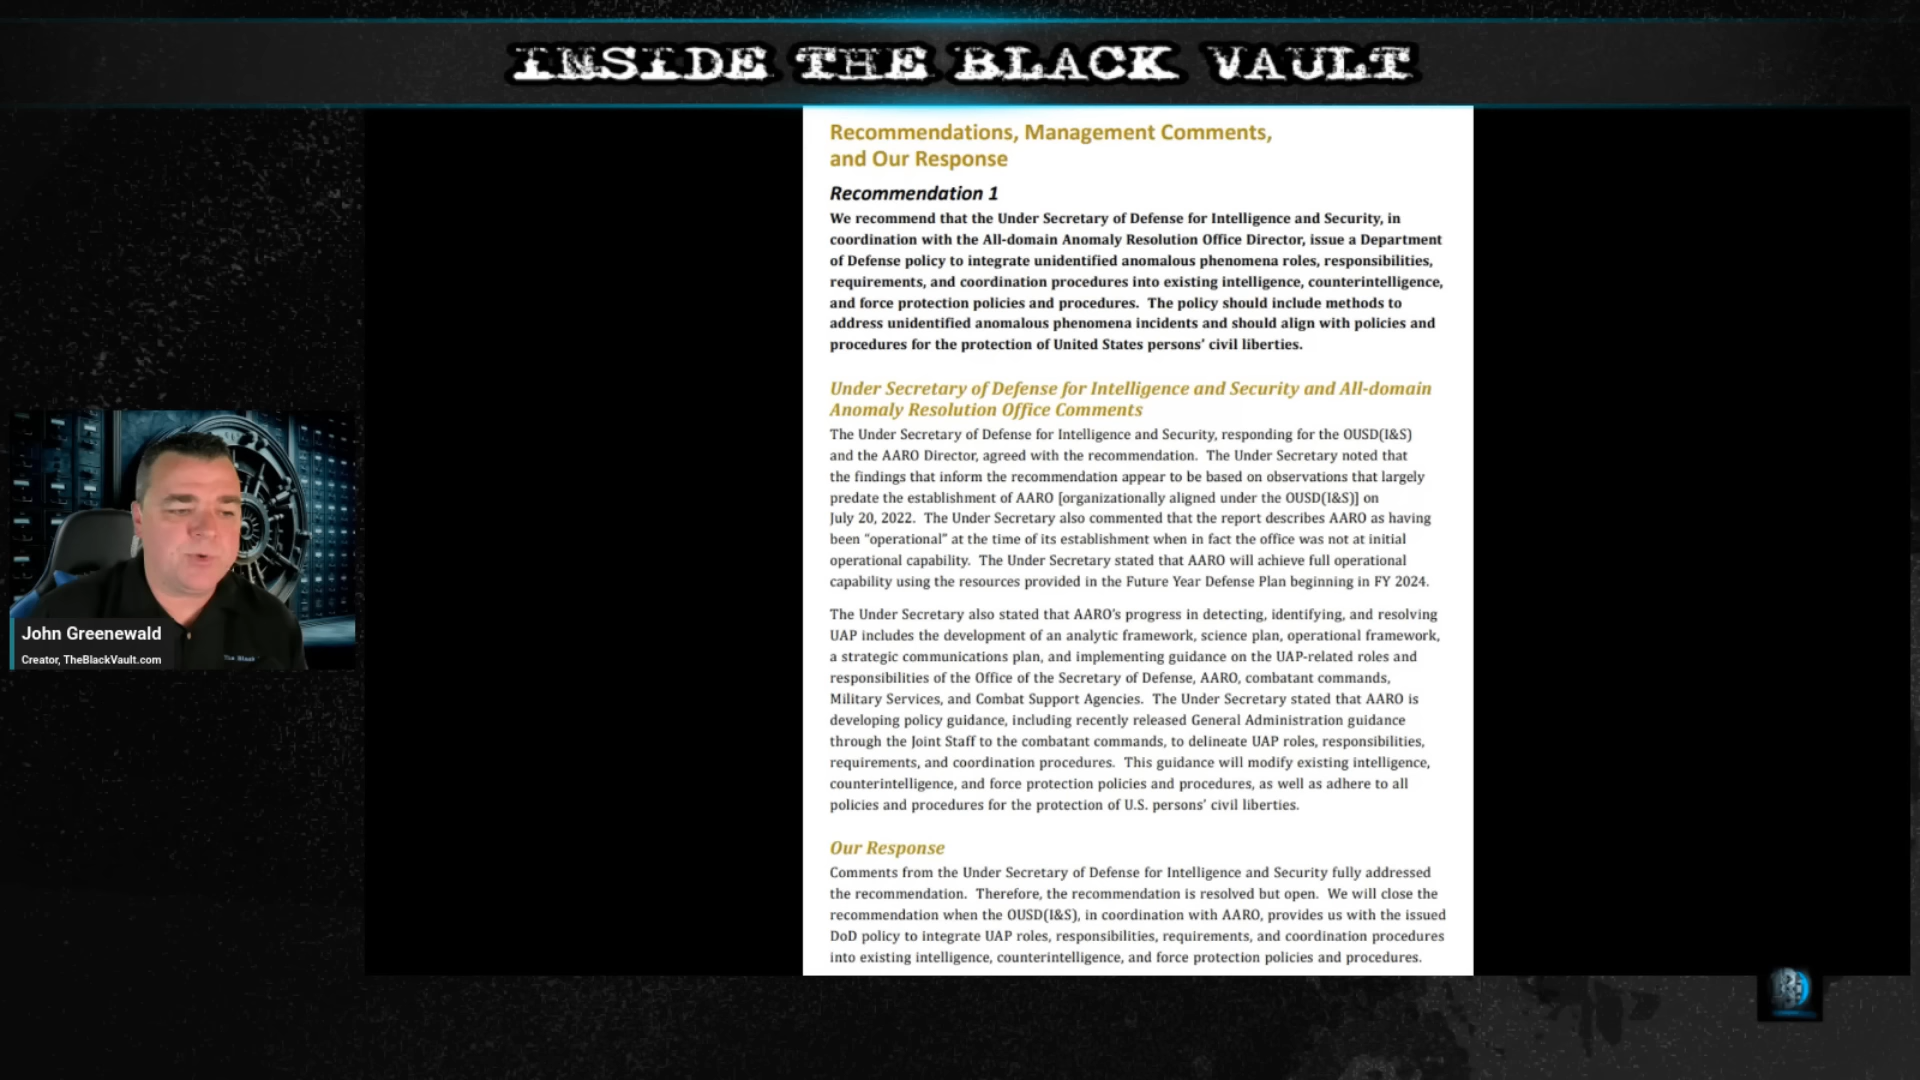 INSIDE THE BLACK VAULT
Recommendations, Management Comments,
and Our Response
Recommendation 1
We recommend that the Under Secretary of Defense for Intelligence and Security, in
coordination with the All-domain Anomaly Resolution Office Director, issue a Department
of Defense policy to integrate unidentified anomalous phenomena roles, responsibilities,
requirements, and coordination procedures into existing intelligence, counterintelligence,
and force protection policies and procedures. The policy should include methods to
address unidentified anomalous phenomena incidents and should align with policies and
procedures for the protection of United States persons’ civil liberties.
Under Secretary of Defense for Intelligence and Security and All-domain
Anomaly Resolution Office Comments
The Under Secretary of Defense for Intelligence and Security, responding for the OUSD(I&S)
and the AARO Director, agreed with the recommendation. The Under Secretary noted that
the findings that inform the recommendation appear to be based on observations that largely
predate the establishment of AARO [organizationally aligned under the OUSD(I&S)] on
July 20, 2022. The Under Secretary also commented that the report describes AARO as having
been “operational” at the time of its establishment when in fact the office was not at initial
operational capability. The Under Secretary stated that AARO will achieve full operational
capability using the resources provided in the Future Year Defense Plan beginning in FY 2024.
The Under Secretary also stated that AARO’s progress in detecting, identifying, and resolving
UAP includes the development of an analytic framework, science plan, operational framework,
a strategic communications plan, and implementing guidance on the UAP-related roles and
responsibilities of the Office of the Secretary of Defense, AARO, combatant commands,
Military Services, and Combat Support Agencies. The Under Secretary stated that AARO is
developing policy guidance, including recently released General Administration guidance
through the Joint Staff to the combatant commands, to delineate UAP roles, responsibilities,
requirements, and coordination procedures. This guidance will modify existing intelligence,
counterintelligence, and force protection policies and procedures, as well as adhere to all
policies and procedures for the protection of U.S. persons’ civil liberties.
Our Response
Comments from the Under Secretary of Defense for Intelligence and Security fully addressed
the recommendation. Therefore, the recommendation is resolved but open. We will close the
recommendation when the OUSD(I&S), in coordination with AARO, provides us with the issued
DoD policy to integrate UAP roles, responsibilities, requirements, and coordination procedures
into existing intelligence, counterintelligence, and force protection policies and procedures.
John Greenewald
Creator, TheBlackVault.com